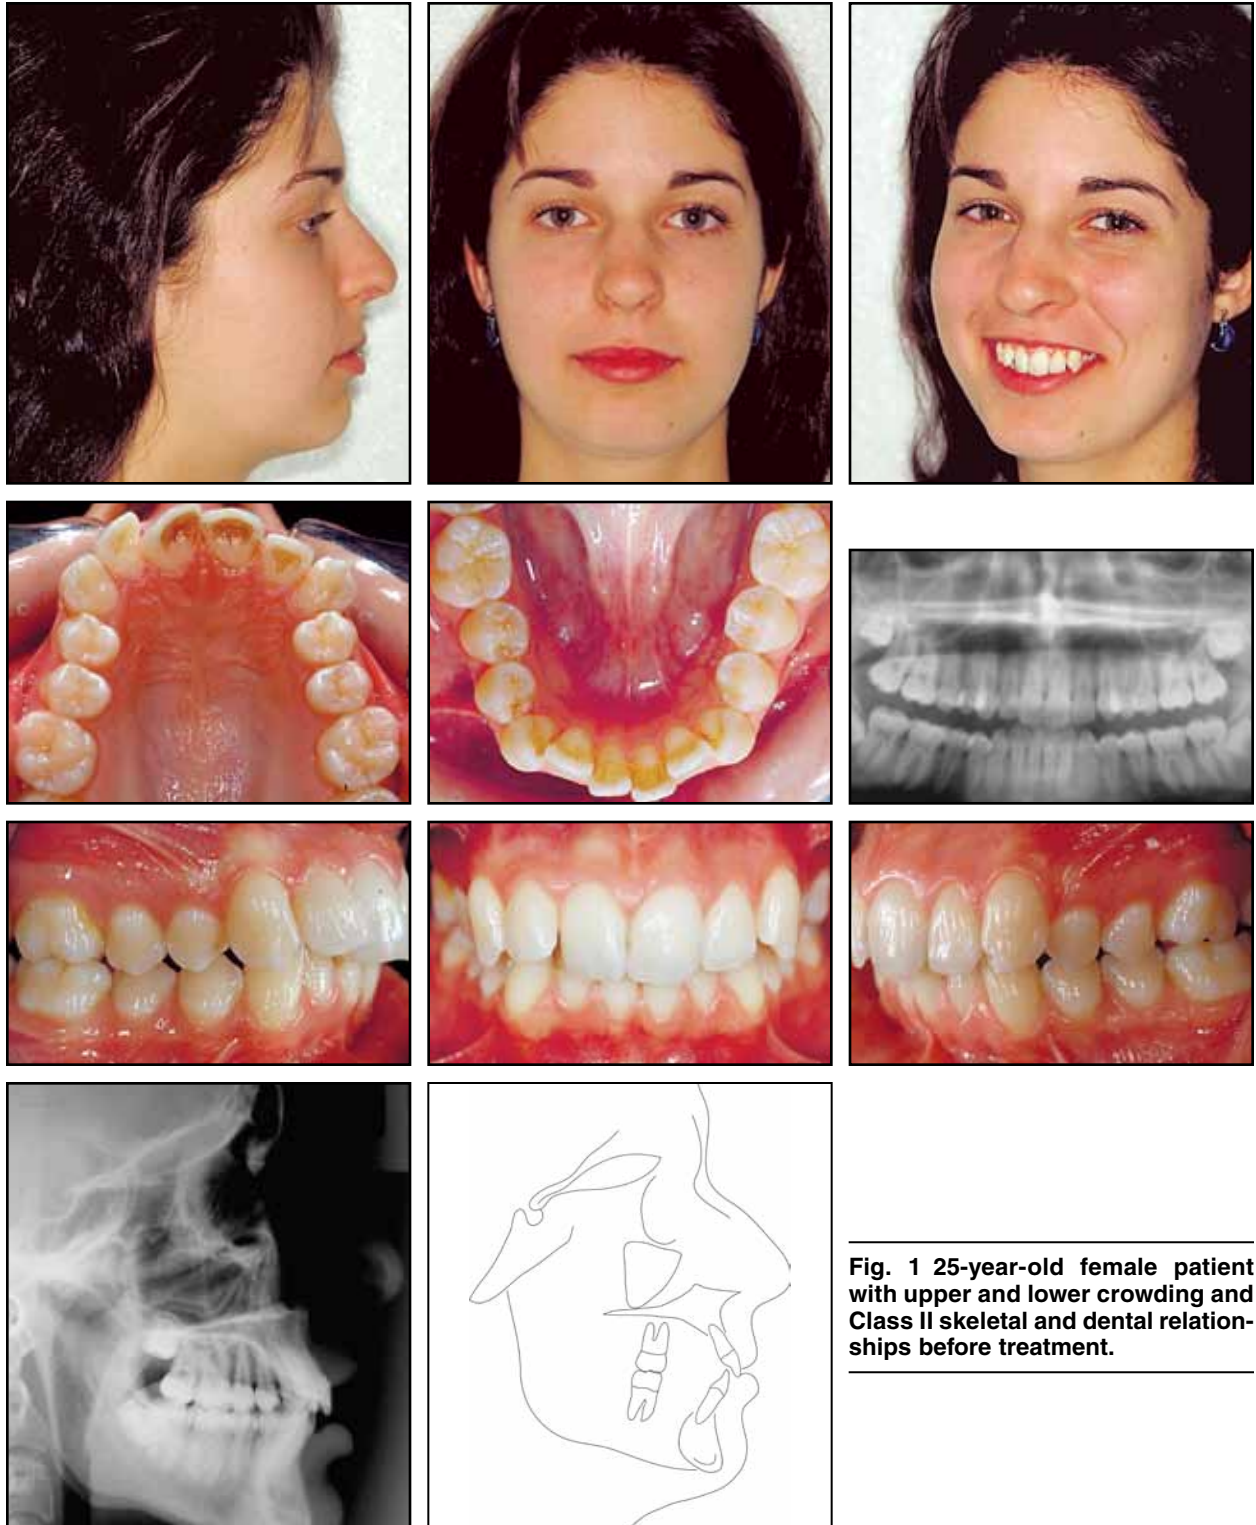 Fig. 1 25-year-old female patient
with upper and lower crowding and
Class II skeletal and dental relation-
ships before treatment.